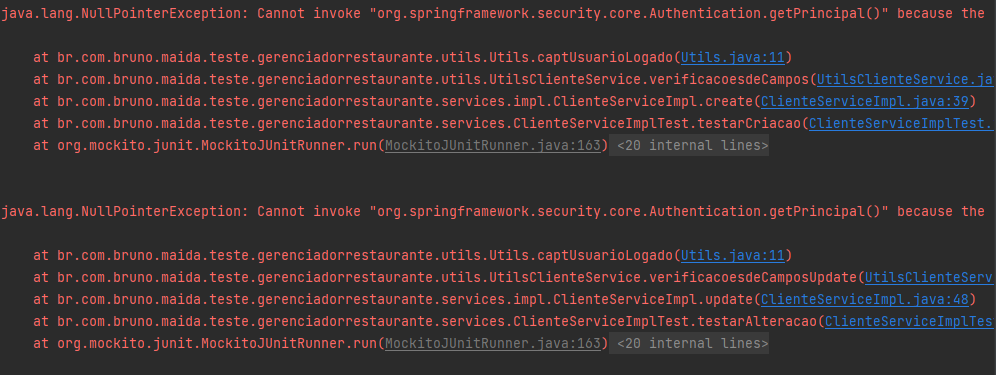 java.lang.NullPointerException: Cannot invoke "org.springframework.security.core.Authentication.getPrincipal()" because the
at br.com.bruno.maida.teste.gerenciadorrestaurante.utils.Utils.captUsuarioLogado(Utils.java:11)
at br.com.bruno.maida.teste.gerenciadorrestaurante.utils.UtilsClienteService.verificacoesdeCampos(UtilsClienteService.ja
at br.com.bruno.maida.teste.gerenciadorrestaurante.services.impl.ClienteServiceImpl.create(ClienteServiceImpl.java:39)
at br.com.bruno.maida.teste.gerenciadorrestaurante.services.ClienteServiceImplTest.testarCriacao(ClienteServiceImplTest.
at org.mockito.junit.MockitoJUnitRunner.run(MockitoJUnitRunner.java:163) <20 internal lines>
java.lang.NullPointerException: Cannot invoke "org.springframework.security.core.Authentication.getPrincipal()" because the
at br.com.bruno.maida.teste.gerenciadorrestaurante.utils.Utils.captUsuarioLogado(Utils.java:11)
at br.com.bruno.maida.teste.gerenciadorrestaurante.utils.UtilsClienteService.verificacoesdeCamposUpdate(UtilsClienteServ
at br.com.bruno.maida.teste.gerenciadorrestaurante.services.impl.ClienteServiceImpl.update(ClienteServiceImpl.java:48)
at br.com.bruno.maida.teste.gerenciadorrestaurante.services.ClienteServiceImplTest.testarAlteracao(ClienteServiceImplTes
at org.mockito.junit.MockitoJUnitRunner.run(MockitoJUnitRunner.java:163) <20 internal lines>